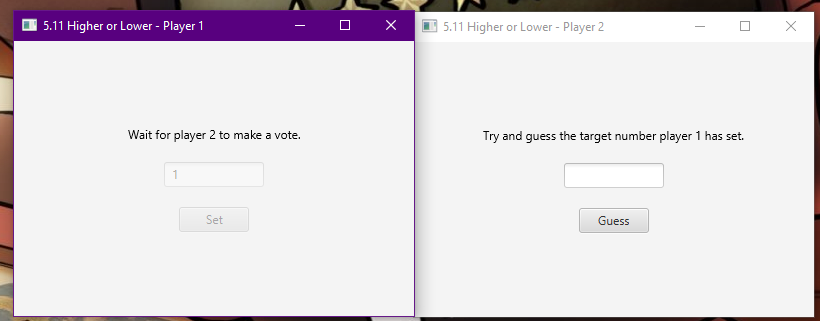 5.11 Higher or Lower - Player 1
Wait for player 2 to make a vote.
1
Set
5.11 Higher or Lower - Player 2
Try and guess the target number player 1 has set.
Guess